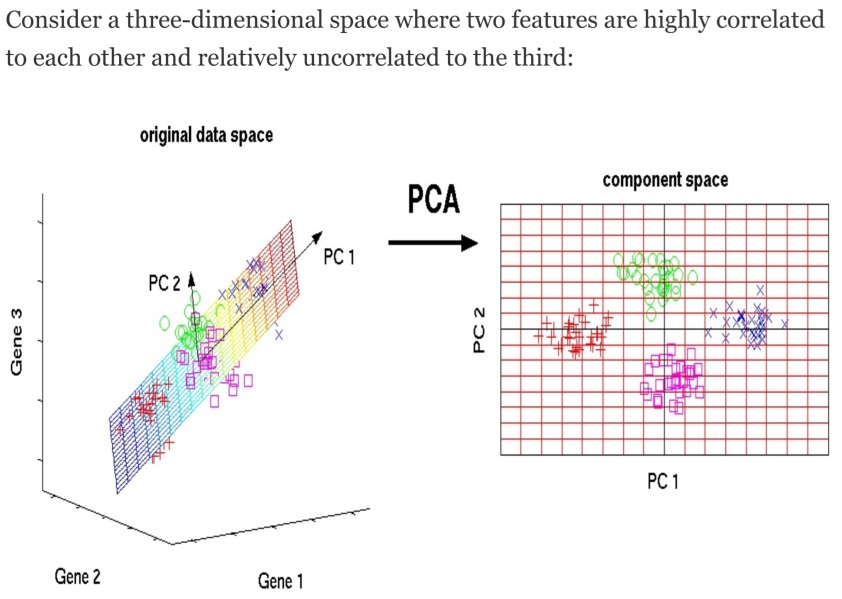 Consider a three-dimensional space where two features are highly correlated
to each other and relatively uncorrelated to the third:
original data space
PCA
component space
PC 1
PC 2
Gene 3
PC 2
PC 1
Gene 2
Gene 1